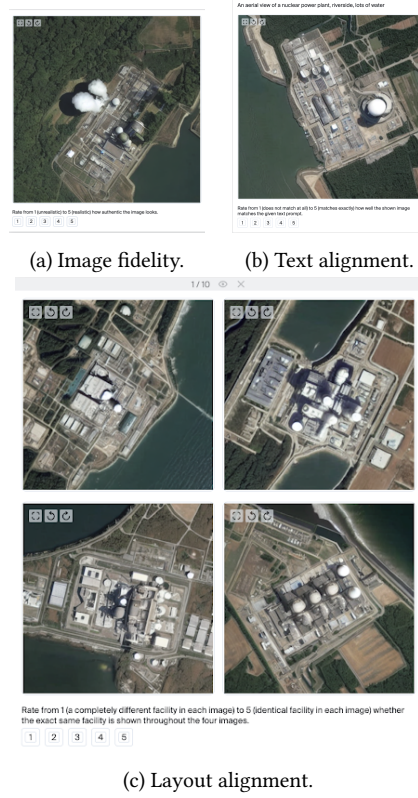 An aerial view of a nuclear power plant, riverside, lots of water
Rate from 1 (unrealistic) to 5 (realistic) how authentic the image looks.
1 2 3 4 5
Rate from 1 (does not match at all) to 5 (matches exactly) how well the shown image
matches the given text prompt.
1 2 3 4 5
(a) Image fidelity.
(b) Text alignment.
1 / 10
Rate from 1 (a completely different facility in each image) to 5 (identical facility in each image) whether
the exact same facility is shown throughout the four images.
1 2 3 4 5
(c) Layout alignment.